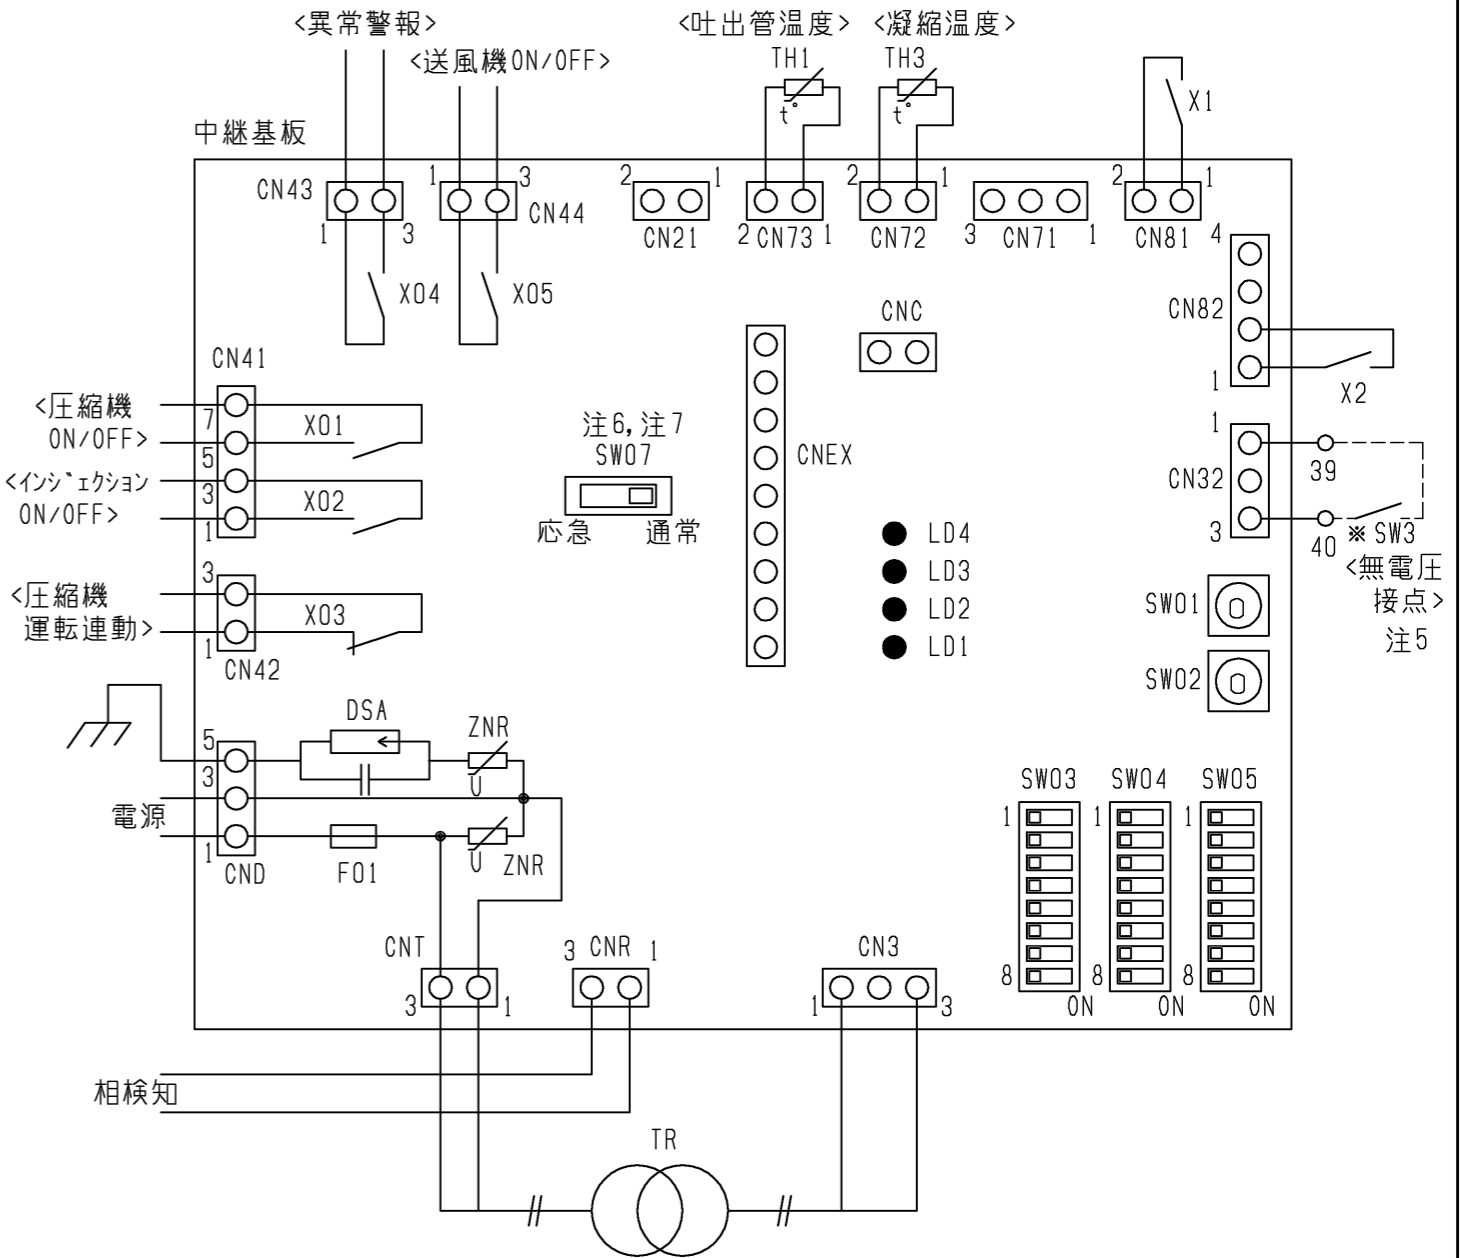 <異常警報>
<吐出管温度>
<凝縮温度>
<送風機ON/OFF>
TH1
TH3
t°
t°
X1
中継基板
CN43
1
3
1
3
CN44
2
1
CN21
2 CN73 1
2
1
CN72
3 CN71 1
2
1
CN81
4
CN82
1
X2
X04
X05
CNC
CN41
<圧縮機
ON/OFF>
7
5
X01
<インジェクション
ON/OFF>
3
1
X02
注6,注7
SW07
応急
通常
CNEX
1
CN32
3
39
40
※SW3
<無電圧
接点>
注5
LD4
LD3
LD2
LD1
<圧縮機
運転連動>
3
1
X03
CN42
SW01
SW02
DSA
ZNR
U
5
3
電源
1
CND
F01
U
ZNR
SW03
SW04
SW05
1
1
1
8
8
8
ON
ON
ON
CNT
3
1
3 CNR 1
CN3
1
3
相検知
TR